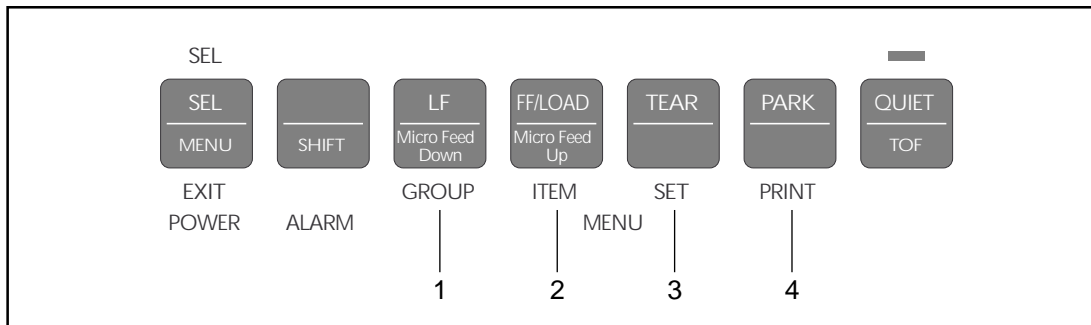 SEL
SEL LF FF/LOAD TEAR PARK QUIET
MENU SHIFT Micro Feed Down Micro Feed Up TOF
EXIT GROUP ITEM SET PRINT
POWER ALARM MENU
1 2 3 4